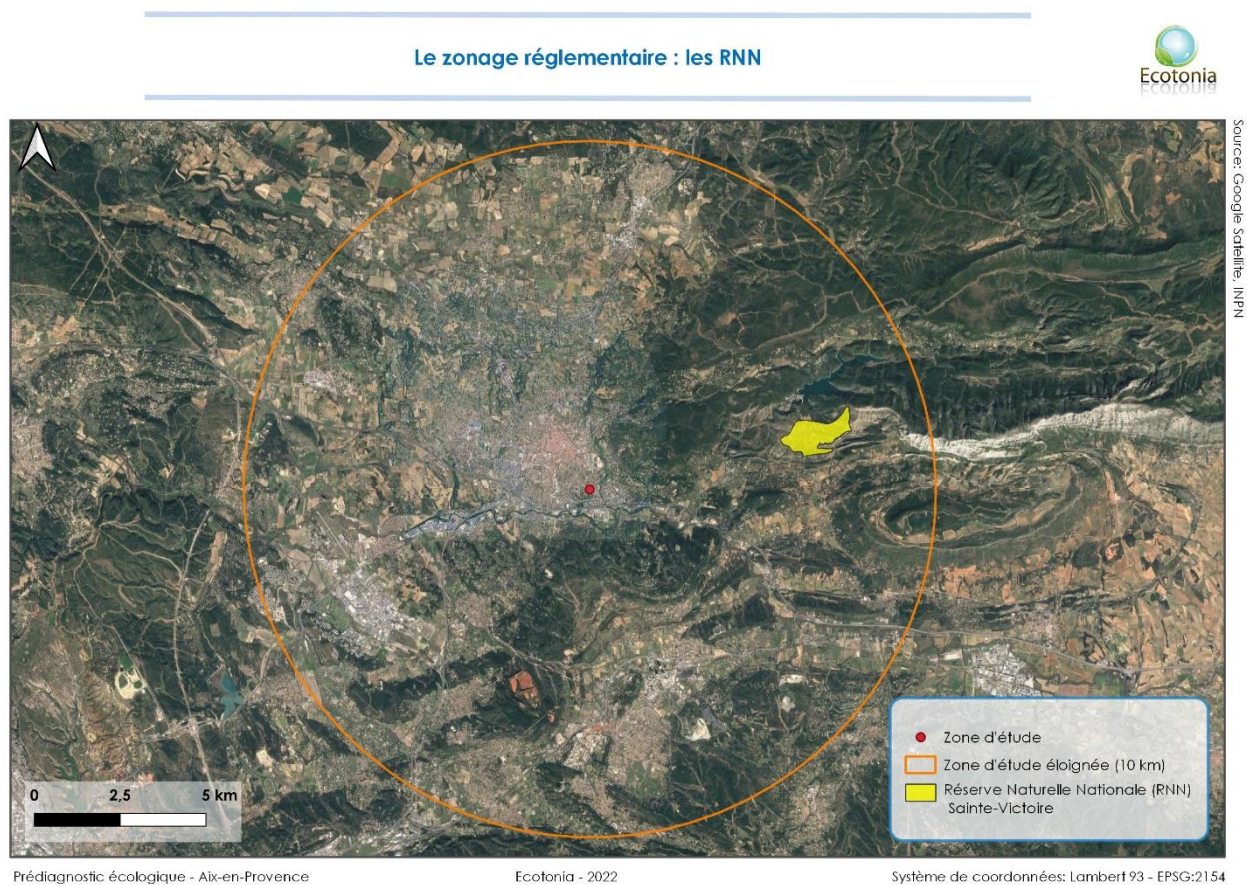 Le zonage réglementaire : les RNN
Ecotonia
Source: Google Satellite, INPN
Zone d'étude
Zone d'étude éloignée (10 km)
Réserve Naturelle Nationale (RNN)
Sainte-Victoire
0 2,5 5 km
Prédiagnostic écologique - Aix-en-Provence
Ecotonia - 2022
Système de coordonnées: Lambert 93 - EPSG:2154